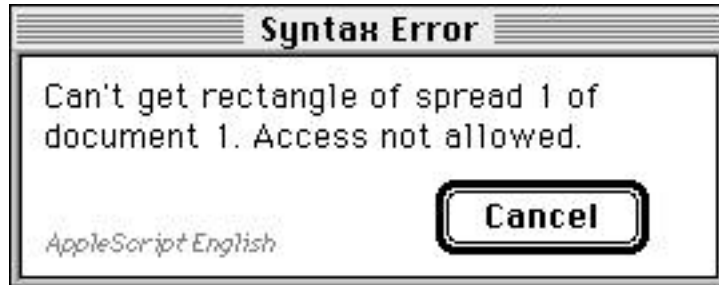 Syntax Error
Can't get rectangle of spread 1 of
document 1. Access not allowed.
Cancel
AppleScript English